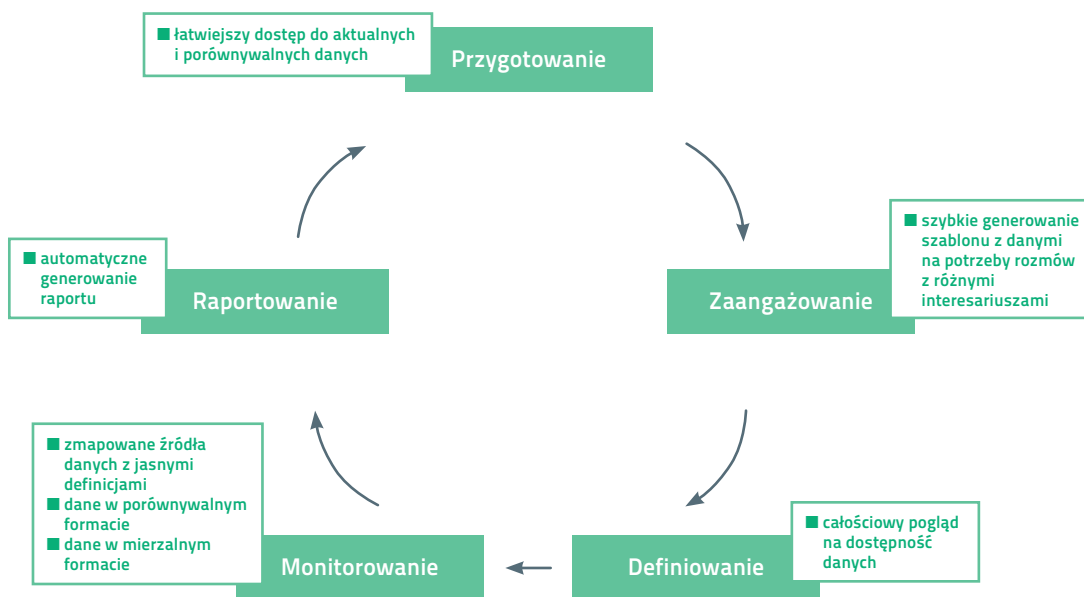 ■ łatwiejszy dostęp do aktualnych
i porównywalnych danych
Przygotowanie
■ szybkie generowanie
szablonu z danymi
na potrzeby rozmów
z różnymi
interesariuszami
Zaangażowanie
■ całościowy pogląd
na dostępność
danych
Definiowanie
■ zmapowane źródła
danych z jasnymi
definicjami
■ dane w porównywalnym
formacie
■ dane w mierzalnym
formacie
Monitorowanie
■ automatyczne
generowanie
raportu
Raportowanie